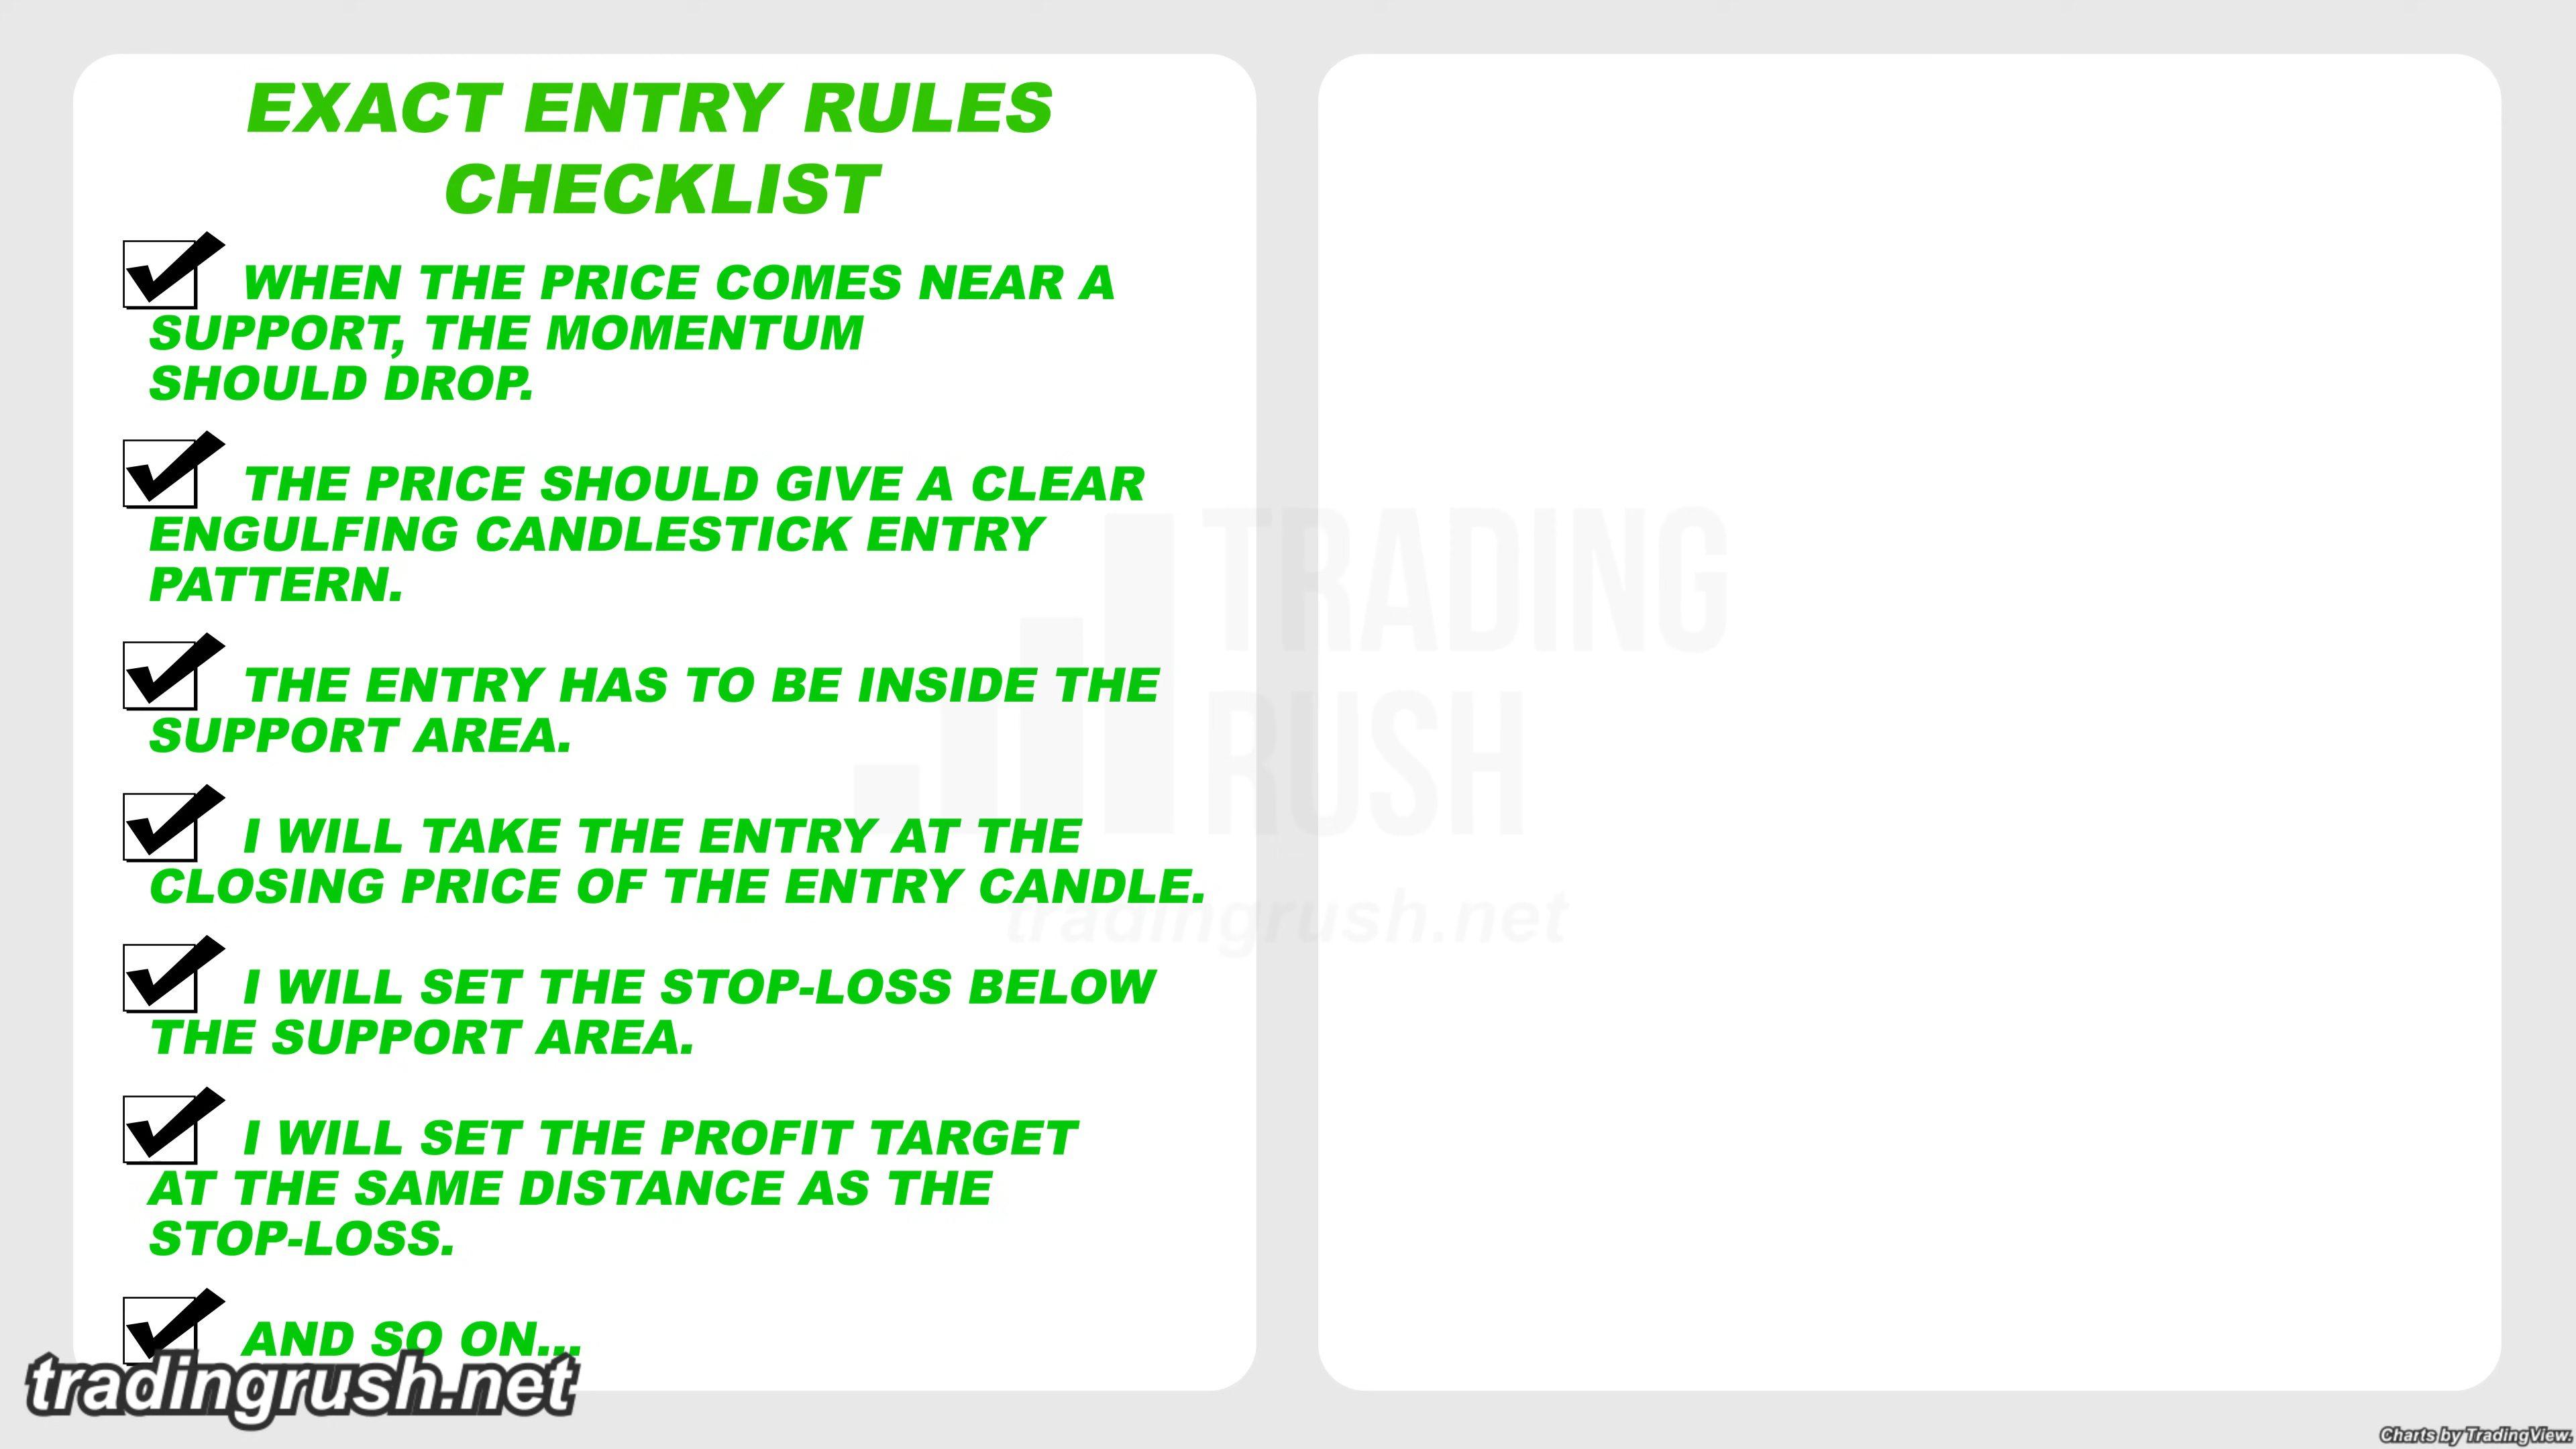 EXACT ENTRY RULES
CHECKLIST
WHEN THE PRICE COMES NEAR A
SUPPORT, THE MOMENTUM
SHOULD DROP.
THE PRICE SHOULD GIVE A CLEAR
ENGULFING CANDLESTICK ENTRY
PATTERN.
THE ENTRY HAS TO BE INSIDE THE
SUPPORT AREA.
I WILL TAKE THE ENTRY AT THE
CLOSING PRICE OF THE ENTRY CANDLE.
I WILL SET THE STOP-LOSS BELOW
THE SUPPORT AREA.
I WILL SET THE PROFIT TARGET
AT THE SAME DISTANCE AS THE
STOP-LOSS.
AND SO ON...
TRADING
RUSH
tradingrush.net
tradingrush.net
Charts by TradingView.